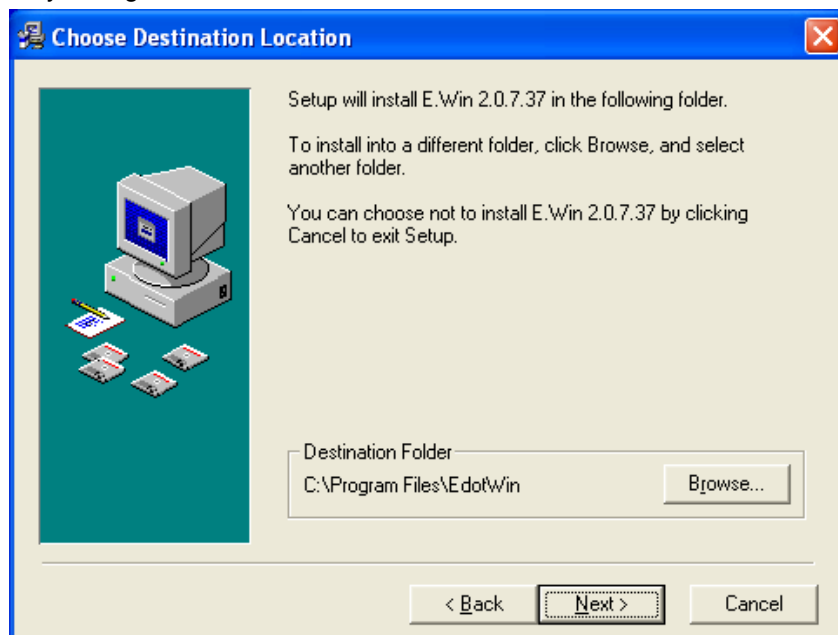 Choose Destination Location
Setup will install E.Win 2.0.7.37 in the following folder.
To install into a different folder, click Browse, and select
another folder.
You can choose not to install E.Win 2.0.7.37 by clicking
Cancel to exit Setup.
Destination Folder
C:\Program Files\EdotWin
Browse...
< Back
Next >
Cancel